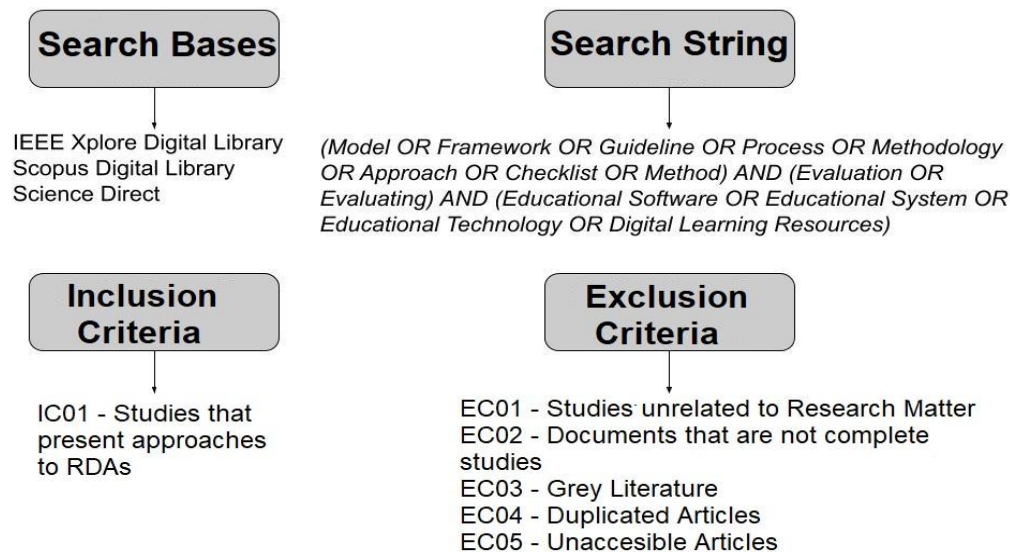 Search Bases
IEEE Xplore Digital Library
Scopus Digital Library
Science Direct
Search String
(Model OR Framework OR Guideline OR Process OR Methodology
OR Approach OR Checklist OR Method) AND (Evaluation OR
Evaluating) AND (Educational Software OR Educational System OR
Educational Technology OR Digital Learning Resources)
Inclusion
Criteria
IC01 - Studies that
present approaches
to RDAs
Exclusion
Criteria
EC01 - Studies unrelated to Research Matter
EC02 - Documents that are not complete
studies
EC03 - Grey Literature
EC04 - Duplicated Articles
EC05 - Unaccesible Articles